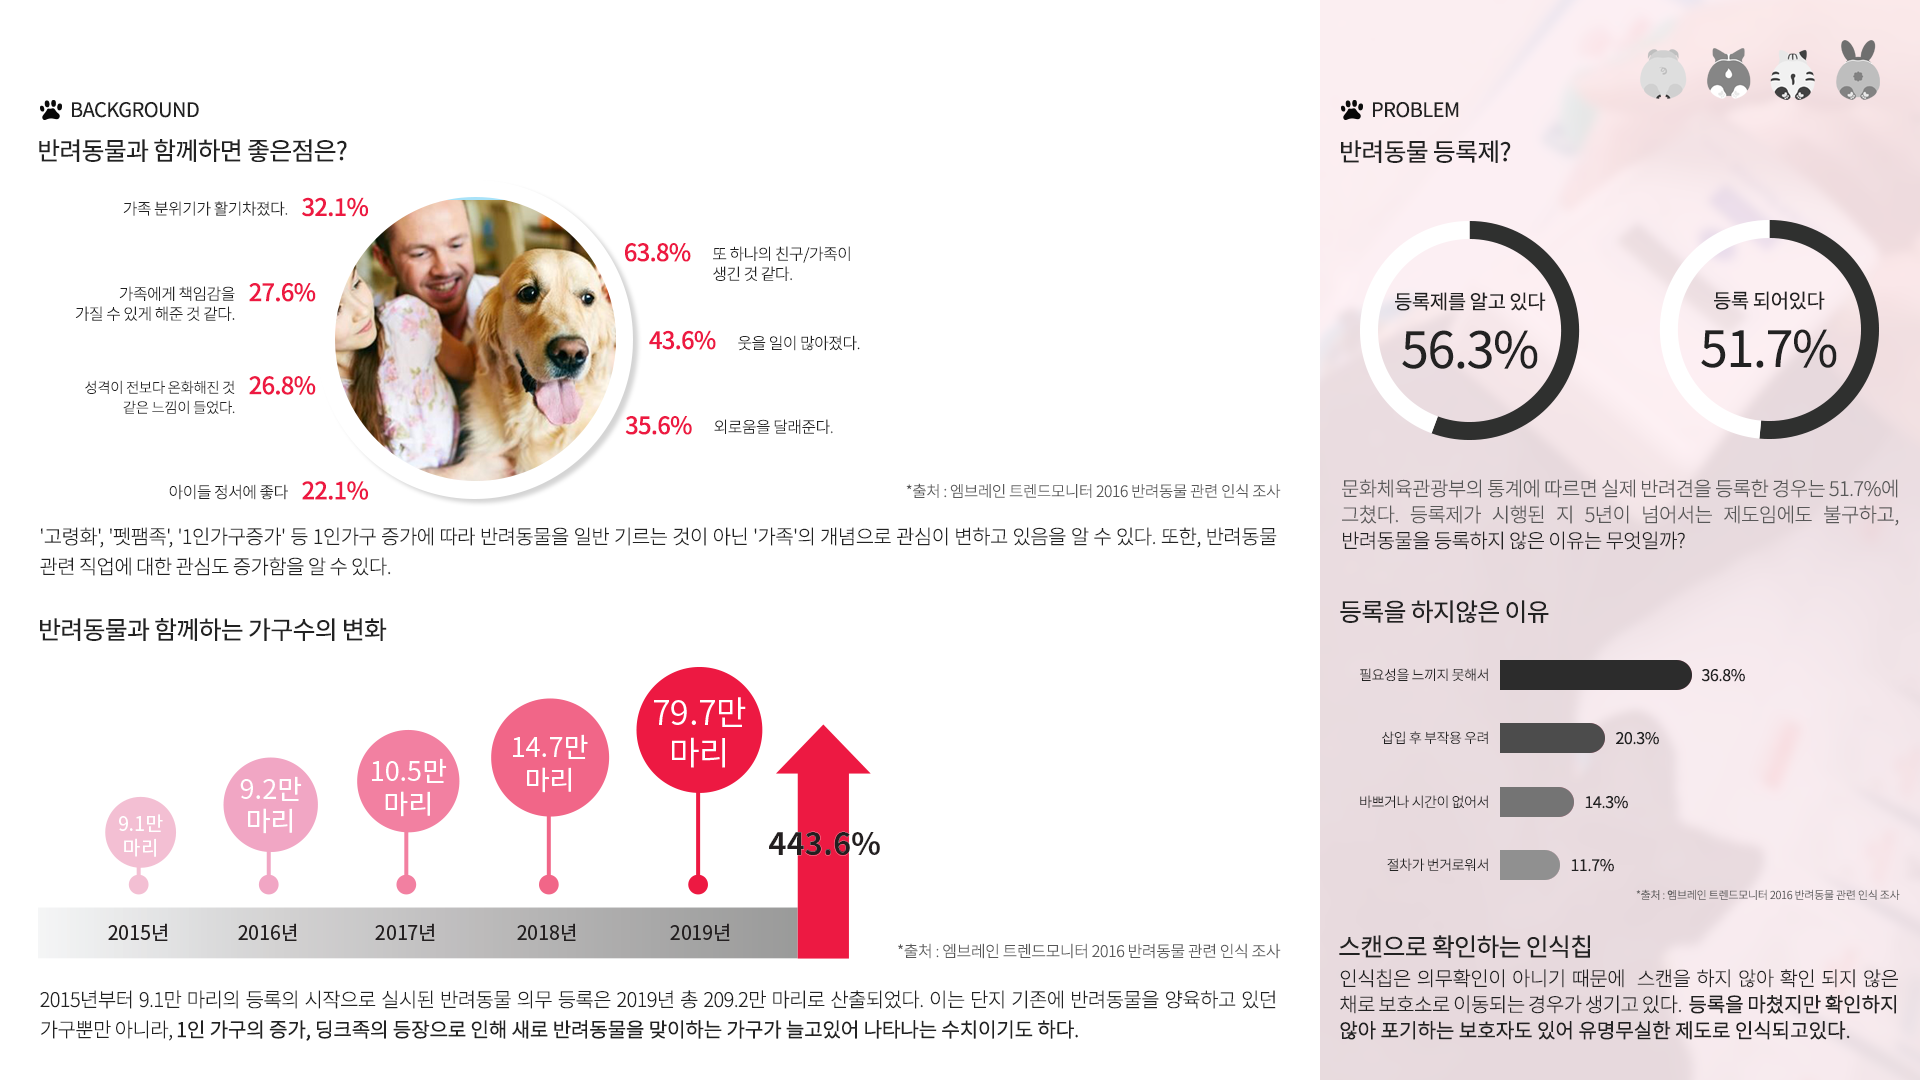 BACKGROUND
반려동물과 함께하면 좋은점은?
가족 분위기가 활기차졌다. 32.1%
가족에게 책임감을 27.6%
가질 수 있게 해준 것 같다.
성격이 전보다 온화해진 것 26.8%
같은 느낌이 들었다.
아이들 정서에 좋다 22.1%
63.8% 또 하나의 친구/가족이
생긴 것 같다.
43.6% 웃을 일이 많아졌다.
35.6% 외로움을 달래준다.
*출처 : 엠브레인 트렌드모니터 2016 반려동물 관련 인식 조사
'고령화', '펫팸족', '1인가구증가' 등 1인가구 증가에 따라 반려동물을 일반 기르는 것이 아닌 '가족'의 개념으로 관심이 변하고 있음을 알 수 있다. 또한, 반려동물
관련 직업에 대한 관심도 증가함을 알 수 있다.
반려동물과 함께하는 가구수의 변화
9.1만
마리
9.2만
마리
10.5만
마리
14.7만
마리
79.7만
마리
443.6%
2015년
2016년
2017년
2018년
2019년
*출처 : 엠브레인 트렌드모니터 2016 반려동물 관련 인식 조사
2015년부터 9.1만 마리의 등록의 시작으로 실시된 반려동물 의무 등록은 2019년 총 209.2만 마리로 산출되었다. 이는 단지 기존에 반려동물을 양육하고 있던
가구뿐만 아니라, 1인 가구의 증가, 딩크족의 등장으로 인해 새로 반려동물을 맞이하는 가구가 늘고있어 나타나는 수치이기도 하다.
PROBLEM
반려동물 등록제?
등록제를 알고 있다
56.3%
등록 되어있다
51.7%
문화체육관광부의 통계에 따르면 실제 반려견을 등록한 경우는 51.7%에
그쳤다. 등록제가 시행된 지 5년이 넘어서는 제도임에도 불구하고,
반려동물을 등록하지 않은 이유는 무엇일까?
등록을 하지않은 이유
필요성을 느끼지 못해서 36.8%
삽입 후 부작용 우려 20.3%
바쁘거나 시간이 없어서 14.3%
절차가 번거로워서 11.7%
*출처 : 엠브레인 트렌드모니터 2016 반려동물 관련 인식 조사
스캔으로 확인하는 인식칩
인식칩은 의무확인이 아니기 때문에 스캔을 하지 않아 확인 되지 않은
채로 보호소로 이동되는 경우가 생기고 있다. 등록을 마쳤지만 확인하지
않아 포기하는 보호자도 있어 유명무실한 제도로 인식되고있다.